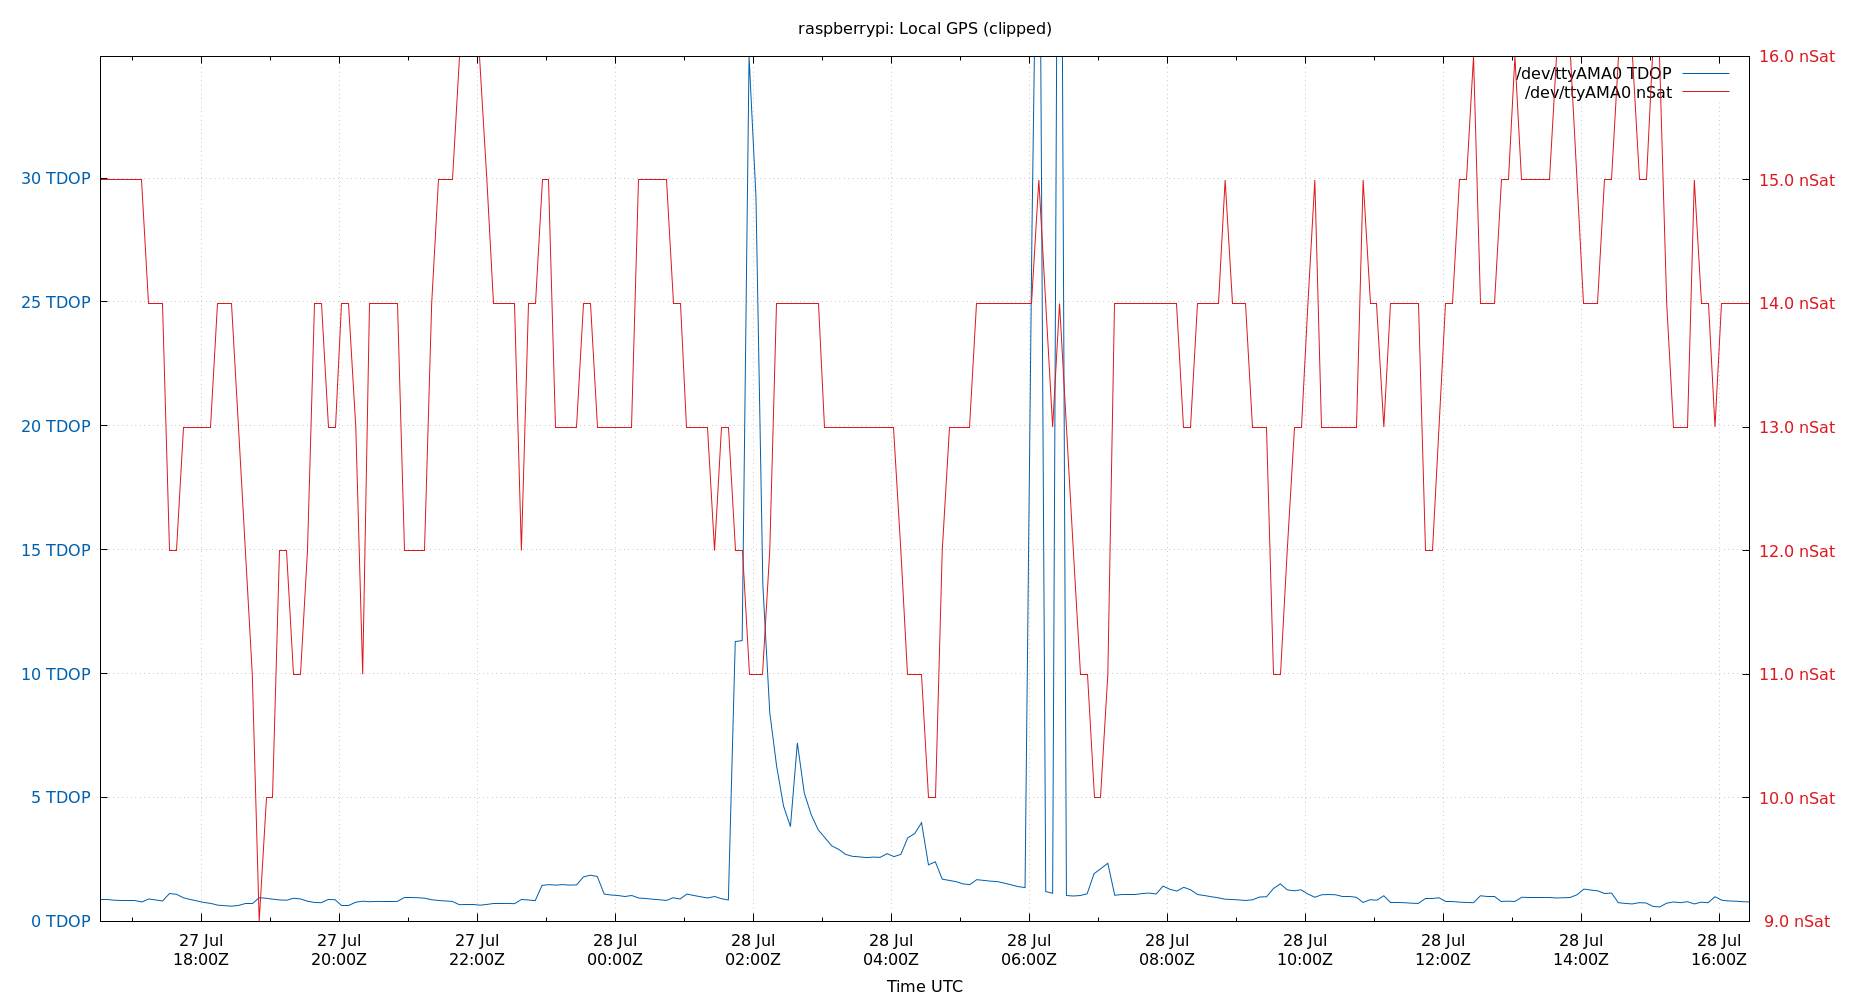 raspberrypi: Local GPS (clipped)
/dev/ttyAMA0 TDOP
/dev/ttyAMA0 nSat
30 TDOP
25 TDOP
20 TDOP
15 TDOP
10 TDOP
5 TDOP
0 TDOP
16.0 nSat
15.0 nSat
14.0 nSat
13.0 nSat
12.0 nSat
11.0 nSat
10.0 nSat
9.0 nSat
27 Jul
18:00Z
27 Jul
20:00Z
27 Jul
22:00Z
28 Jul
00:00Z
28 Jul
02:00Z
28 Jul
04:00Z
28 Jul
06:00Z
28 Jul
08:00Z
28 Jul
10:00Z
28 Jul
12:00Z
28 Jul
14:00Z
28 Jul
16:00Z
Time UTC